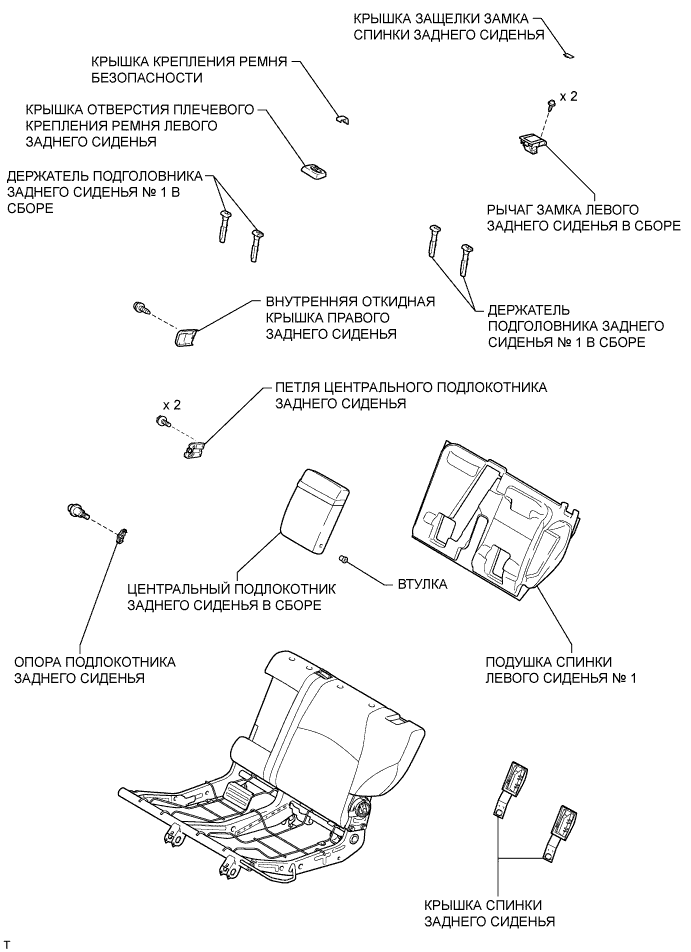 КРЫШКА ЗАЩЕЛКИ ЗАМКА
СПИНКИ ЗАДНЕГО СИДЕНЬЯ
КРЫШКА КРЕПЛЕНИЯ РЕМНЯ
БЕЗОПАСНОСТИ
x 2
КРЫШКА ОТВЕРСТИЯ ПЛЕЧЕВОГО
КРЕПЛЕНИЯ РЕМНЯ ЛЕВОГО
ЗАДНЕГО СИДЕНЬЯ
ДЕРЖАТЕЛЬ ПОДГОЛОВНИКА
ЗАДНЕГО СИДЕНЬЯ № 1 В
СБОРЕ
РЫЧАГ ЗАМКА ЛЕВОГО
ЗАДНЕГО СИДЕНЬЯ В СБОРЕ
ВНУТРЕННЯЯ ОТКИДНАЯ
КРЫШКА ПРАВОГО
ЗАДНЕГО СИДЕНЬЯ
ДЕРЖАТЕЛЬ
ПОДГОЛОВНИКА ЗАДНЕГО
СИДЕНЬЯ № 1 В СБОРЕ
ПЕТЛЯ ЦЕНТРАЛЬНОГО ПОДЛОКОТНИКА
ЗАДНЕГО СИДЕНЬЯ
x 2
ЦЕНТРАЛЬНЫЙ ПОДЛОКОТНИК
ЗАДНЕГО СИДЕНЬЯ В СБОРЕ
ВТУЛКА
ОПОРА ПОДЛОКОТНИКА
ЗАДНЕГО СИДЕНЬЯ
ПОДУШКА СПИНКИ
ЛЕВОГО СИДЕНЬЯ № 1
КРЫШКА СПИНКИ
ЗАДНЕГО СИДЕНЬЯ
T